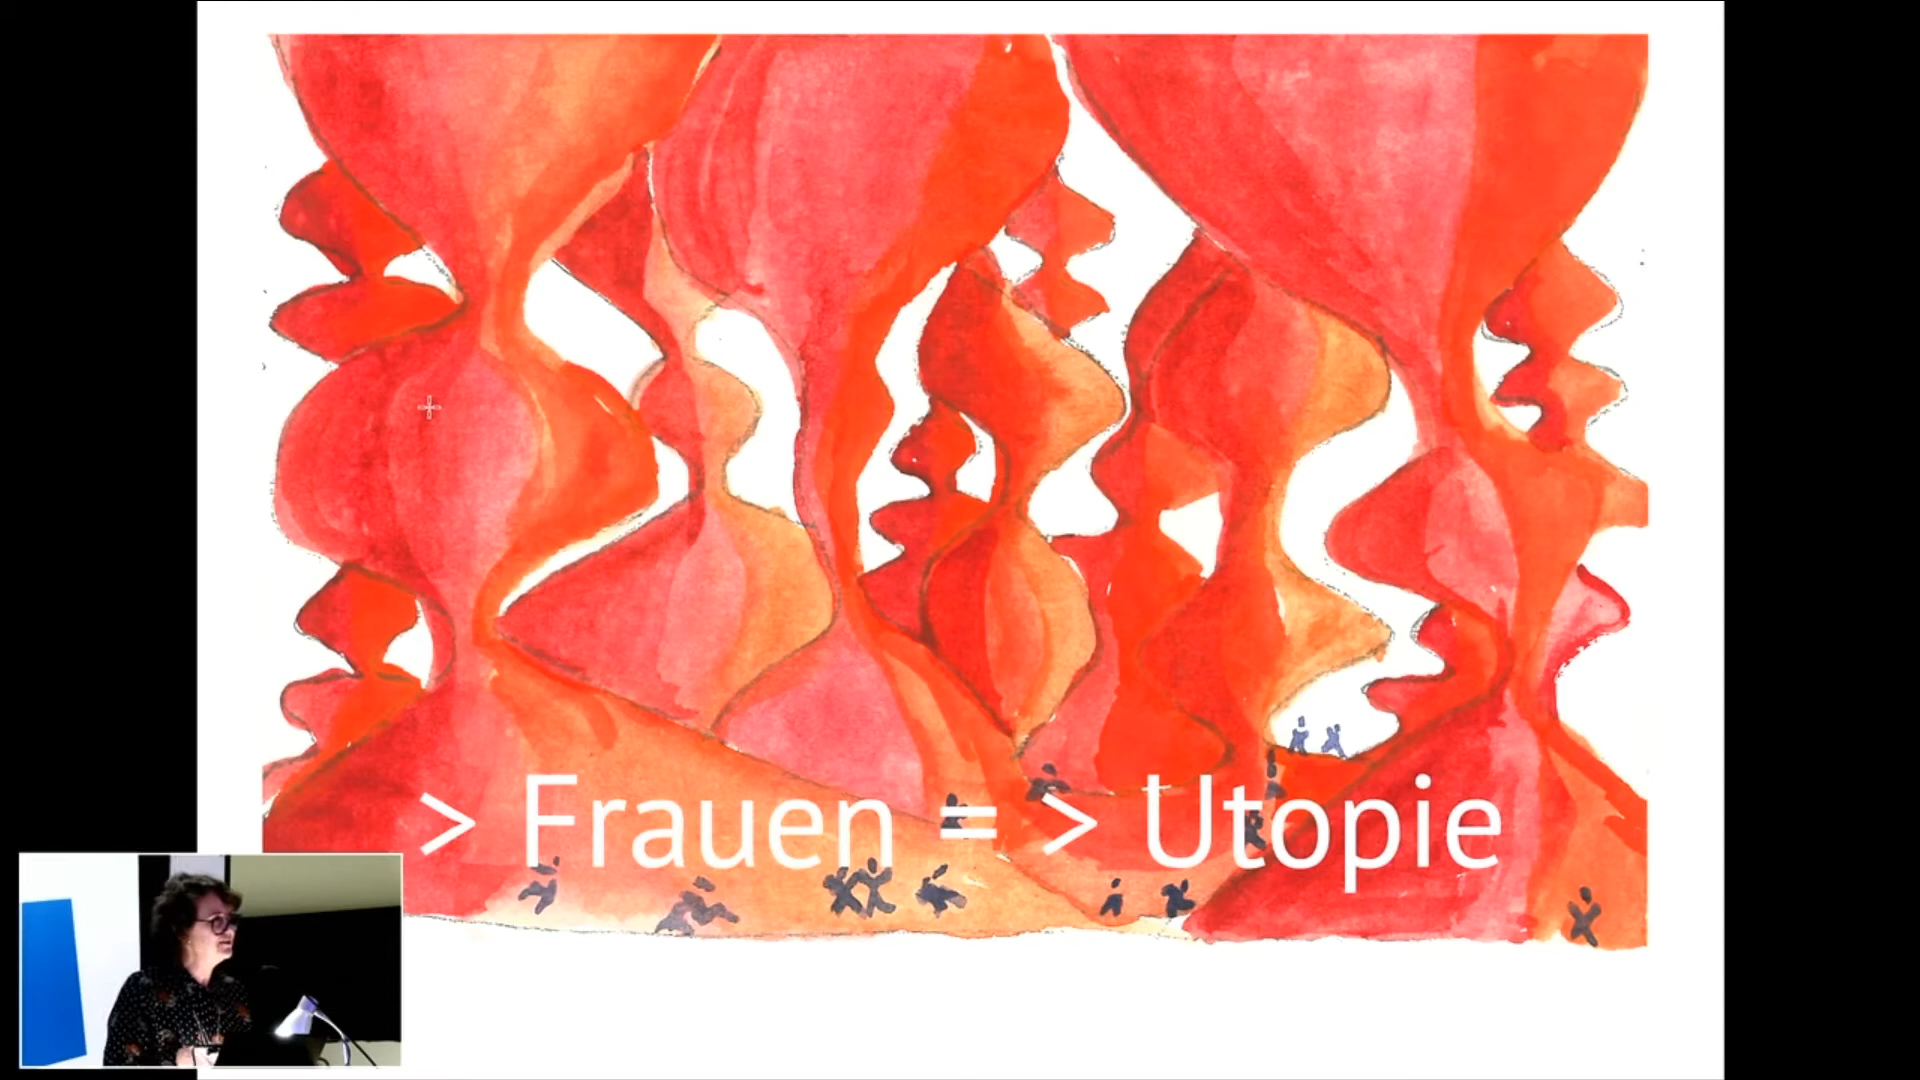 > Frauen = > Utopie